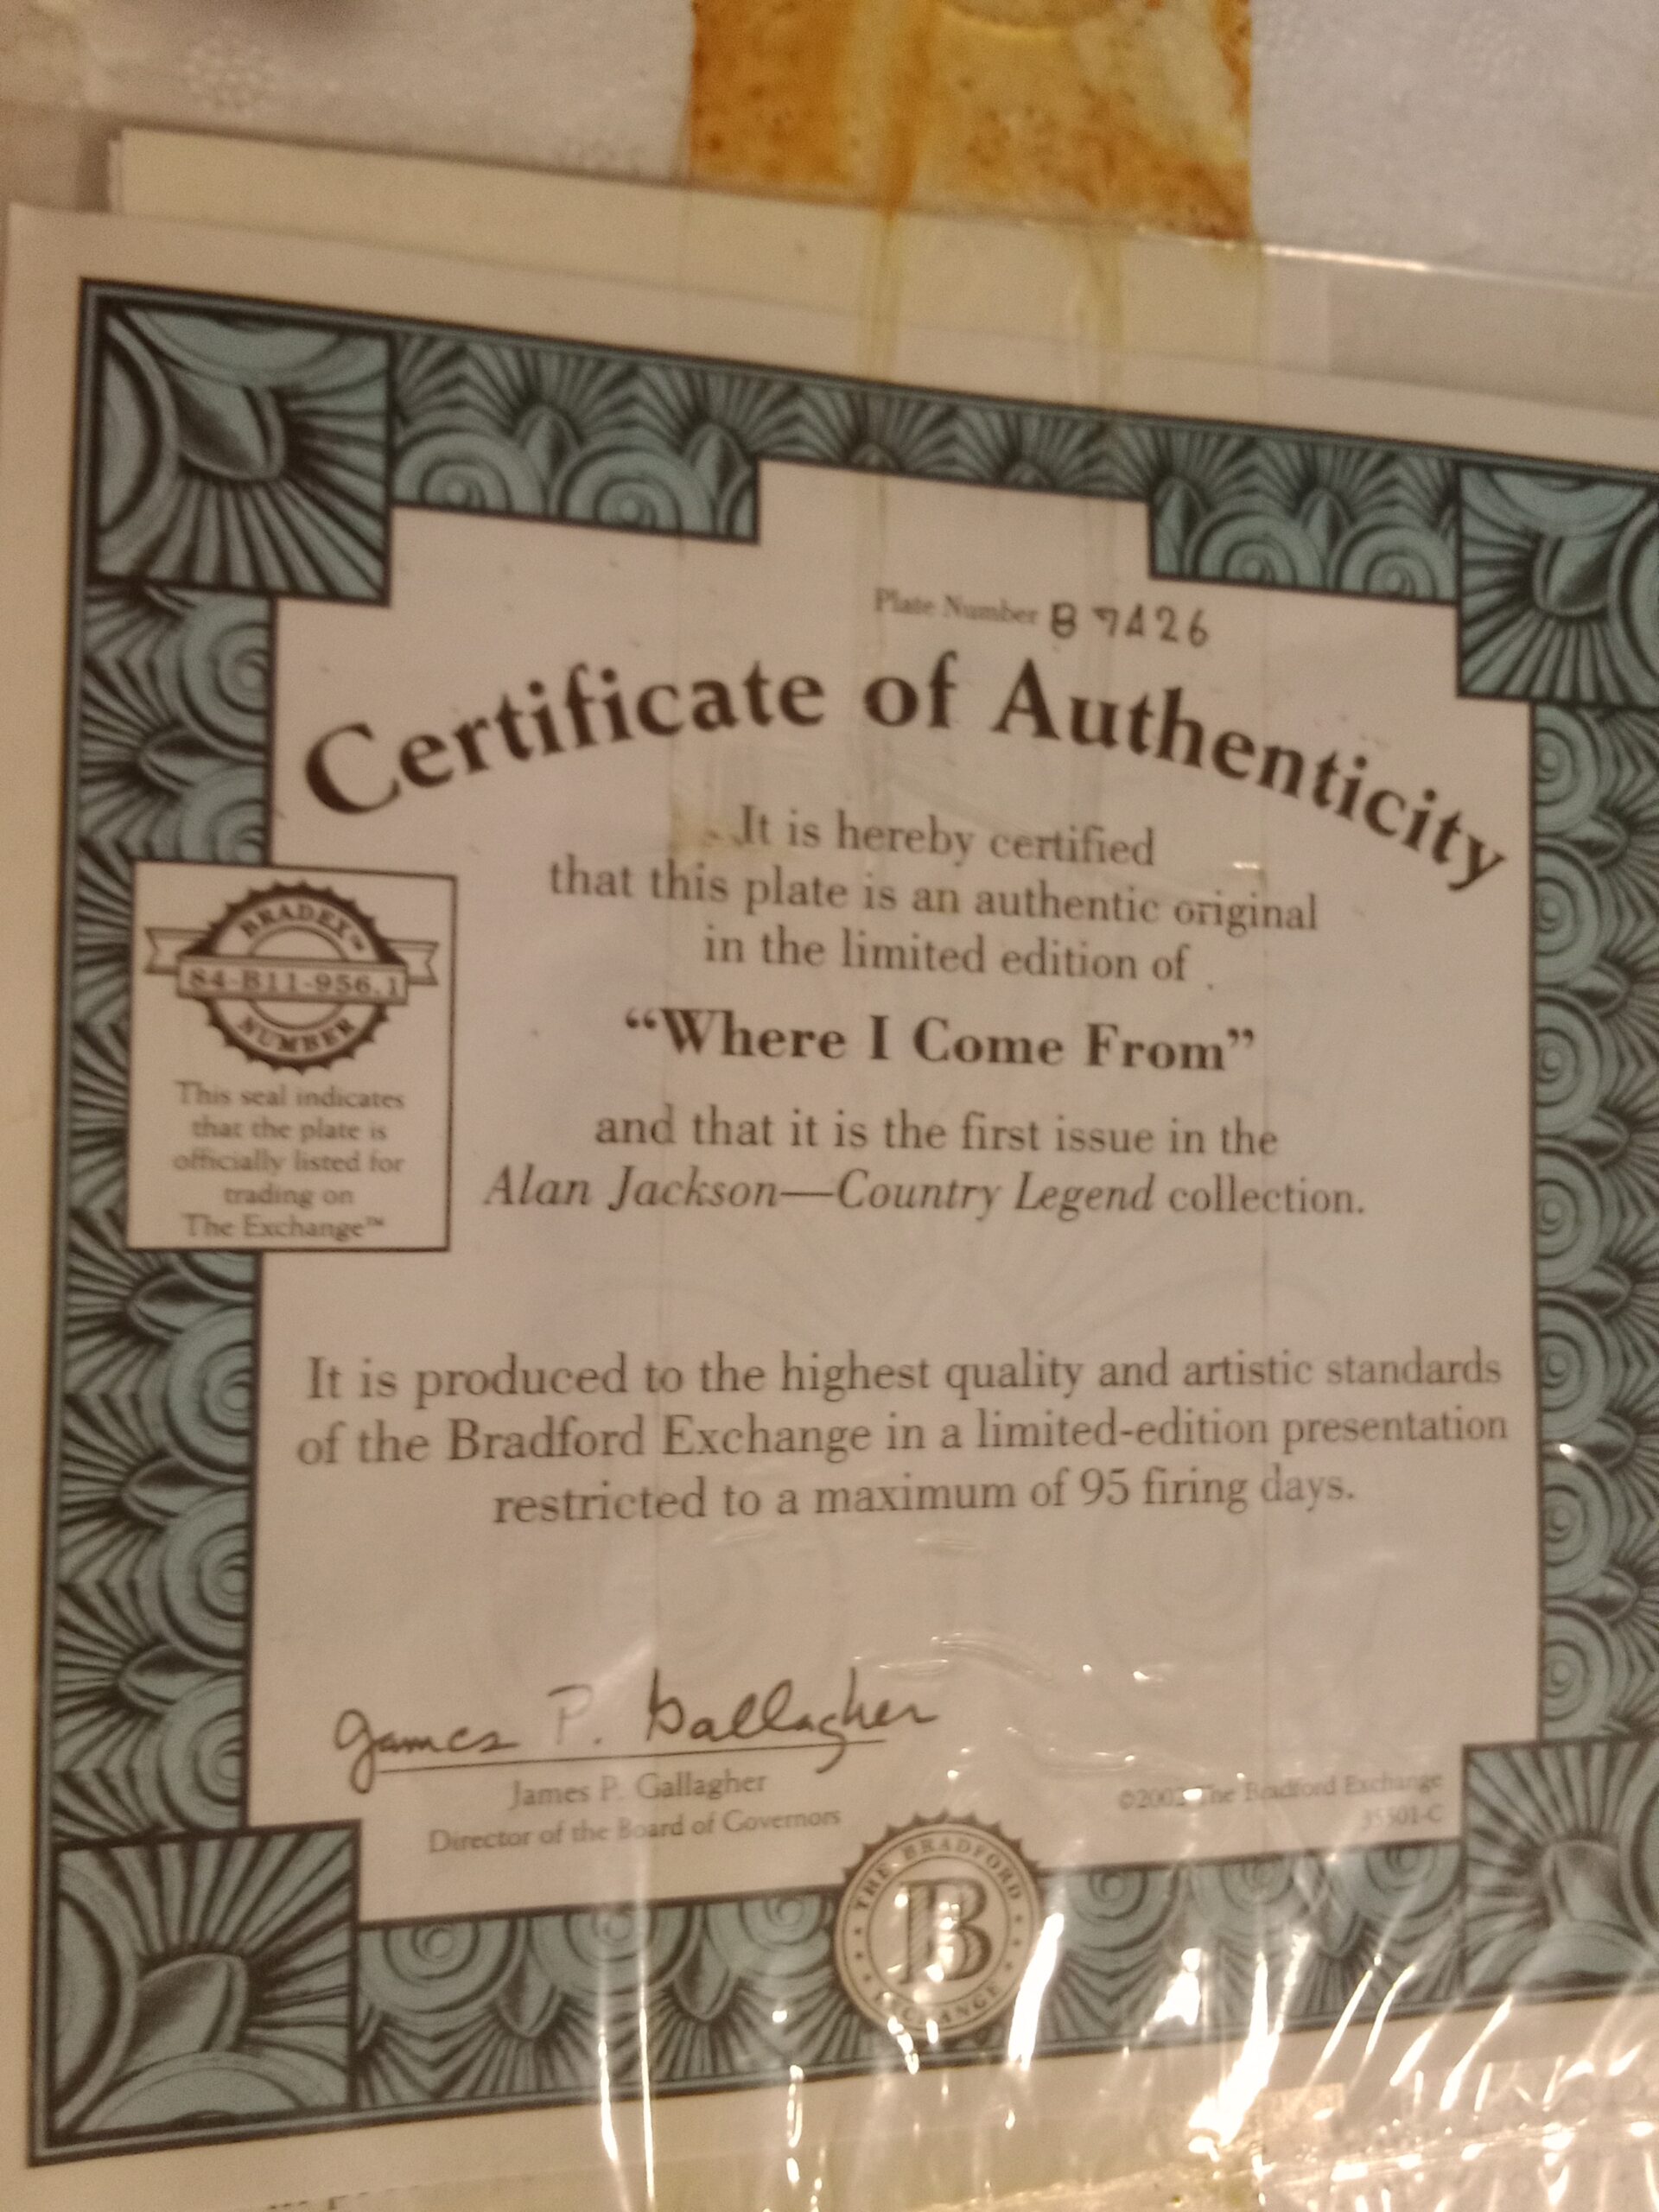 Plate Number B 7A26
Certificate of Authenticity
It is hereby certified
that this plate is an authentic original
in the limited edition of
“Where I Come From”
and that it is the first issue in the
Alan Jackson—Country Legend collection.
BRADEX™
84-B11-956.1
NUMBER
This seal indicates
that the plate is
officially listed for
trading on
The Exchange™
It is produced to the highest quality and artistic standards
of the Bradford Exchange in a limited-edition presentation
restricted to a maximum of 95 firing days.
James P. Gallagher
James P. Gallagher
Director of the Board of Governors
The Bradford Exchange
THE BRADFORD
B
EXCHANGE